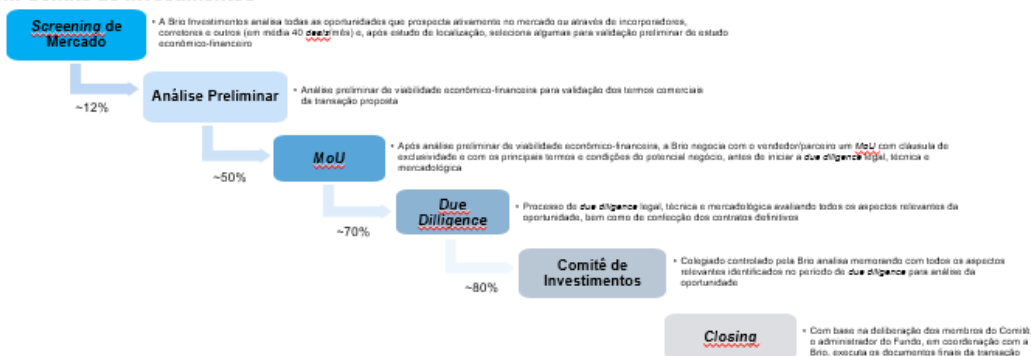 Screening de
Mercado
• A Brio Investimentos analisa todas as oportunidades que prospecta ativamente no mercado ou através de incorporadores,
corretores e outros (em média 40 deals/mês) e, após estudo de localização, seleciona algumas para validação preliminar de estudo
econômico-financeiro
~12%
Análise Preliminar
• Análise preliminar de viabilidade econômico-financeira para validação dos termos comerciais
da transação proposta
~50%
MoU
• Após análise preliminar de viabilidade econômico-financeira, a Brio negocia com o vendedor/parceiro um MoU com cláusula de
exclusividade e com os principais termos e condições do potencial negócio, antes de iniciar a due diligence legal, técnica e
mercadológica
~70%
Due
Dilligence
• Processo de due diligence legal, técnica e mercadológica avaliando todos os aspectos relevantes da
oportunidade, bem como de confecção dos contratos definitivos
~80%
Comitê de
Investimentos
• Colegiado controlado pela Brio analisa memorando com todos os aspectos
relevantes identificados no período de due diligence para análise da
oportunidade
Closing
• Com base na deliberação dos membros do Comitê,
o administrador do Fundo, em coordenação com a
Brio, executa os documentos finais da transação